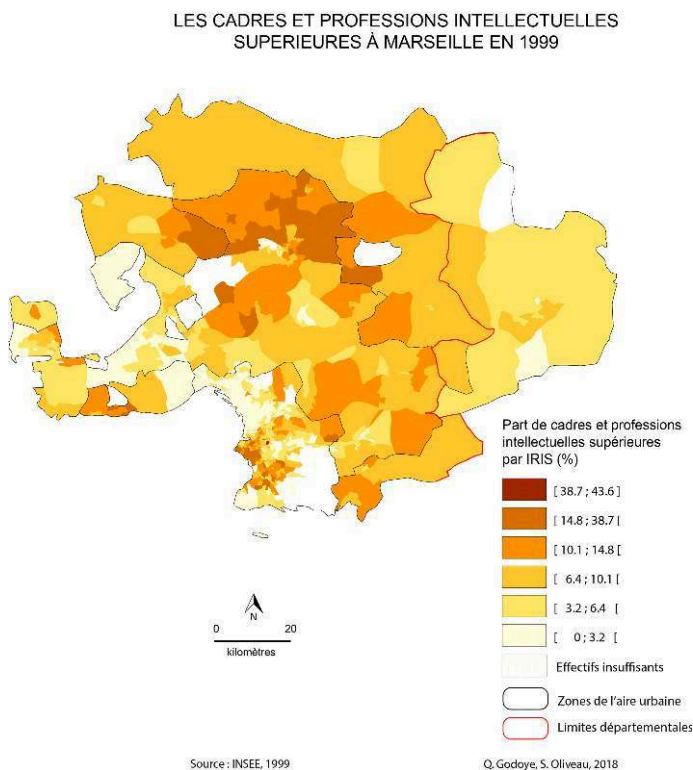 LES CADRES ET PROFESSIONS INTELLECTUELLES
SUPERIEURES À MARSEILLE EN 1999
Part de cadres et professions
intellectuelles supérieures
par IRIS (%)
[ 38.7 ; 43.6 ]
[ 14.8 ; 38.7 [
[ 10.1 ; 14.8 [
[ 6.4 ; 10.1 [
[ 3.2 ; 6.4 [
[ 0 ; 3.2 [
Effectifs insuffisants
Zones de l'aire urbaine
Limites départementales
N
0 20
kilomètres
Source : INSEE, 1999
Q. Godoye, S. Oliveau, 2018